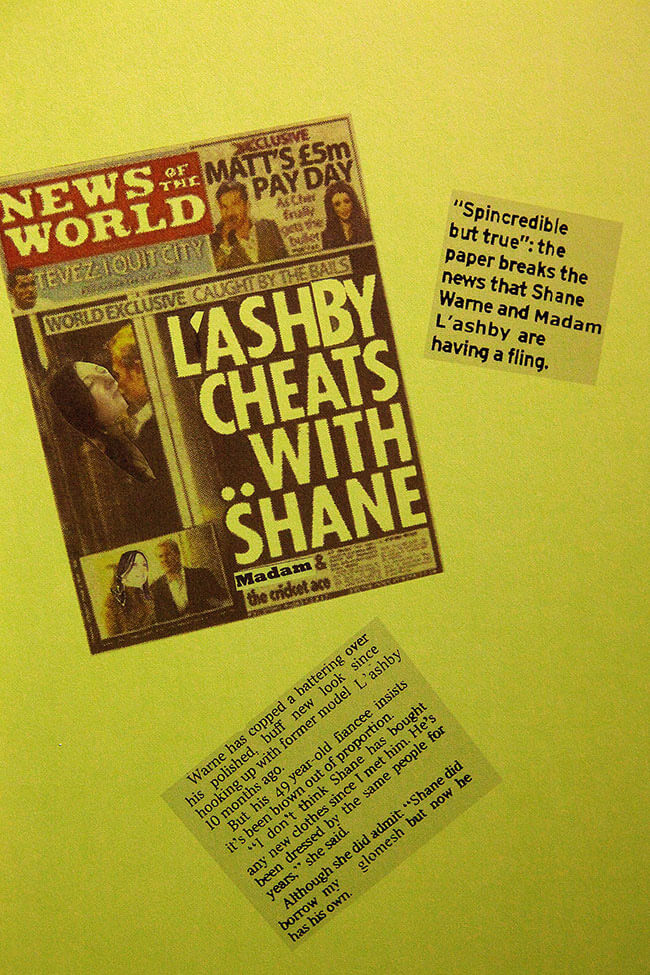 EXCLUSIVE
MATT'S £5m
PAY DAY
As Cher
finally
gets the
bullet
NEWS OF THE
WORLD
TEVEZ: I QUIT CITY
WORLD EXCLUSIVE CAUGHT BY THE BAILS
L'ASHBY
CHEATS
WITH
SHANE
Madam &
the cricket ace
"Spincredible
but true": the
paper breaks the
news that Shane
Warne and Madam
L'ashby are
having a fling.
Warne has copped a battering over
his polished, buff new look since
hooking up with former model L'ashby
10 months ago.
But his 49 year-old fiancee insists
it's been blown out of proportion.
"I don't think Shane has bought
any new clothes since I met him. He's
been dressed by the same people for
years," she said.
Although she did admit: "Shane did
borrow my glomesh but now he
has his own.